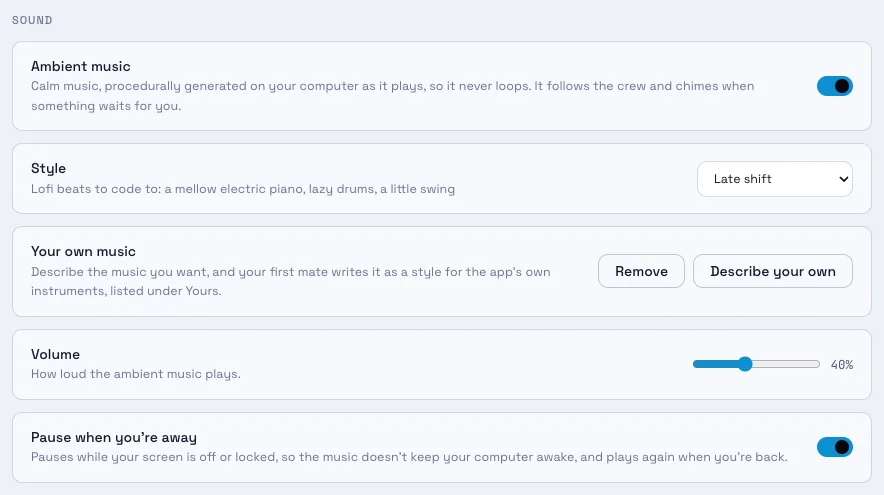 SOUND
Ambient music
Calm music, procedurally generated on your computer as it plays, so it never loops. It follows the crew and chimes when
something waits for you.
Style
Lofi beats to code to: a mellow electric piano, lazy drums, a little swing
Late shift
Your own music
Describe the music you want, and your first mate writes it as a style for the app's own
instruments, listed under Yours.
Remove
Describe your own
Volume
How loud the ambient music plays.
40%
Pause when you're away
Pauses while your screen is off or locked, so the music doesn't keep your computer awake, and plays again when you're back.